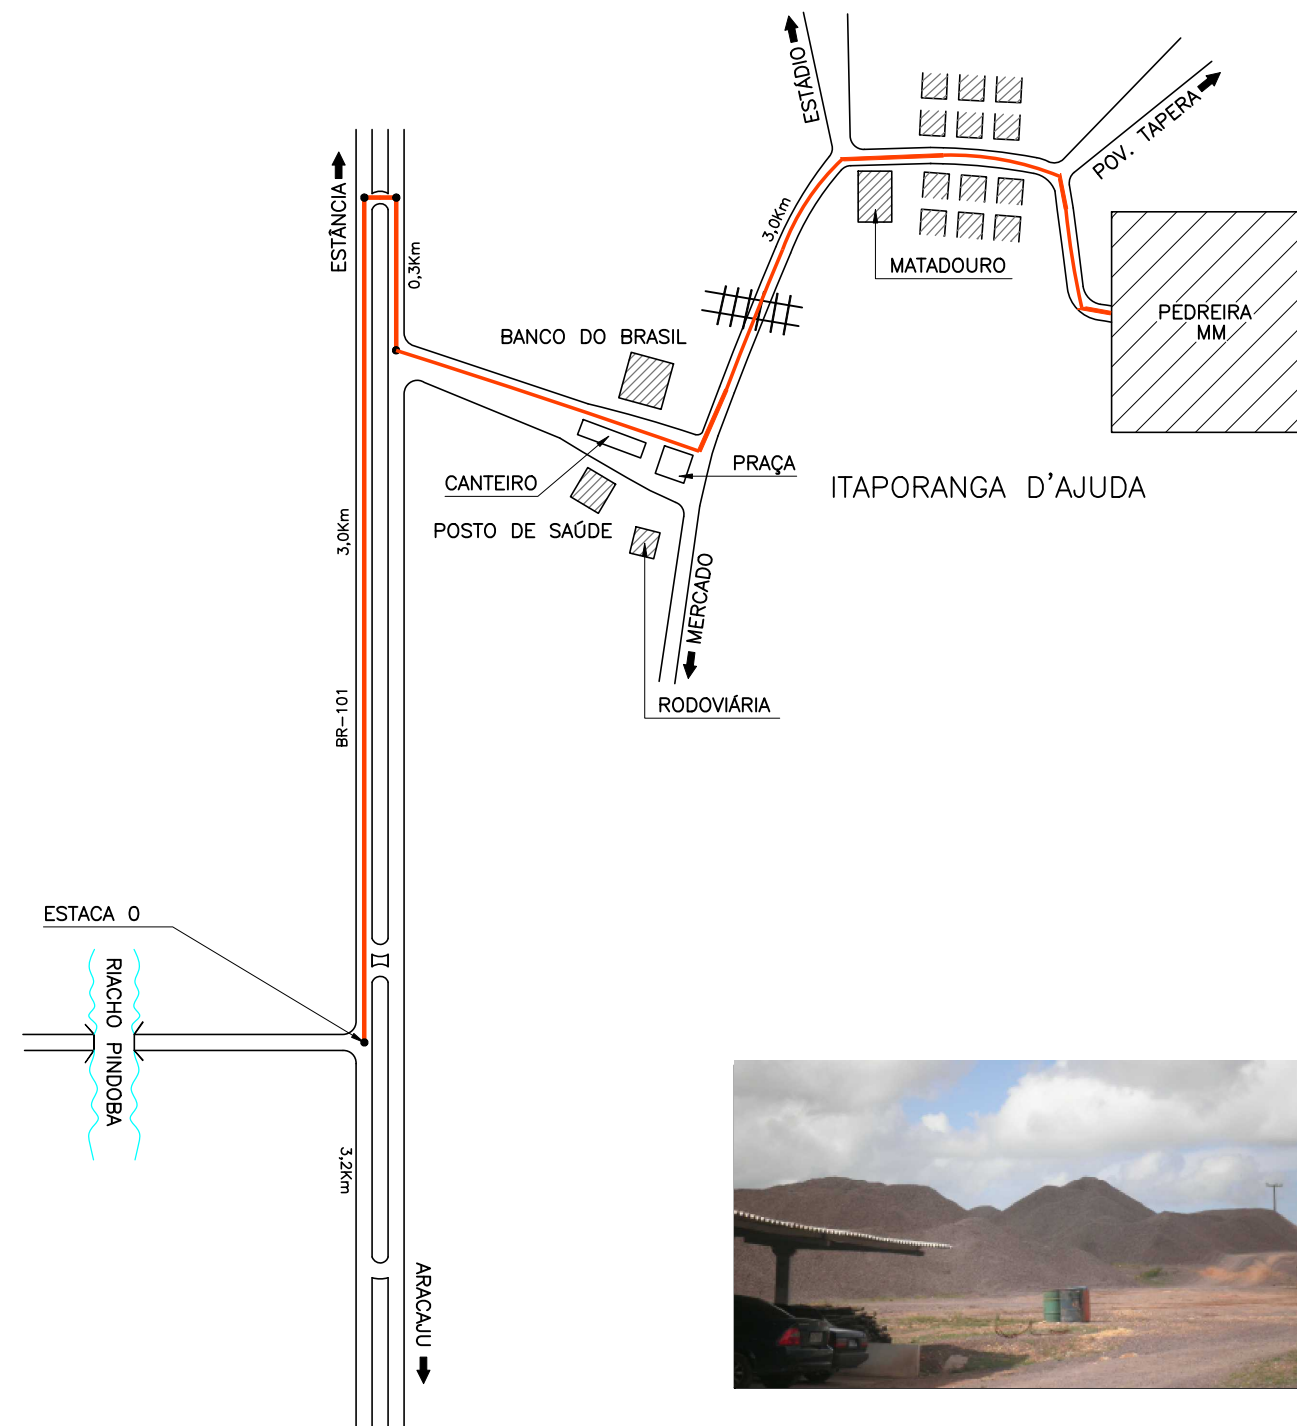 ESTÁDIO
POV. TAPERA
ESTÂNCIA
0,3Km
3,0Km
MATADOURO
PEDREIRA
MM
BANCO DO BRASIL
PRAÇA
CANTEIRO
ITAPORANGA D'AJUDA
POSTO DE SAÚDE
3,0Km
MERCADO
RODOVIÁRIA
BR-101
ESTACA 0
RIACHO PINDOBA
3,2Km
ARACAJU